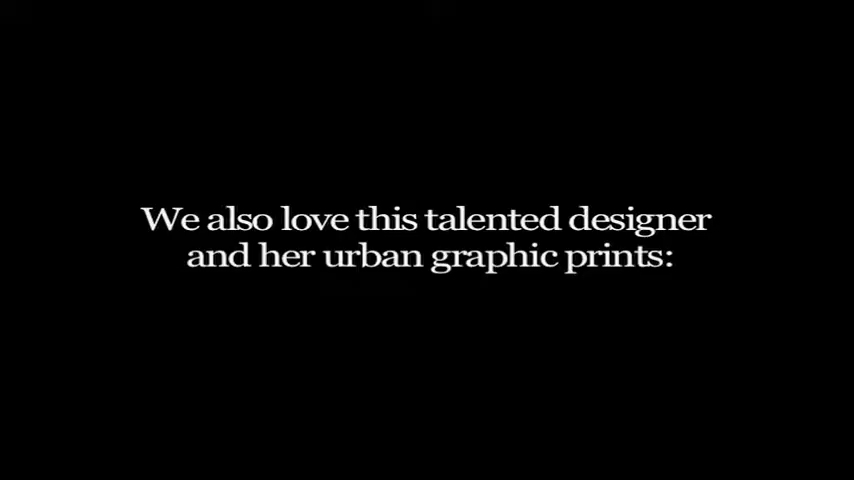 We also love this talented designer
and her urban graphic prints: